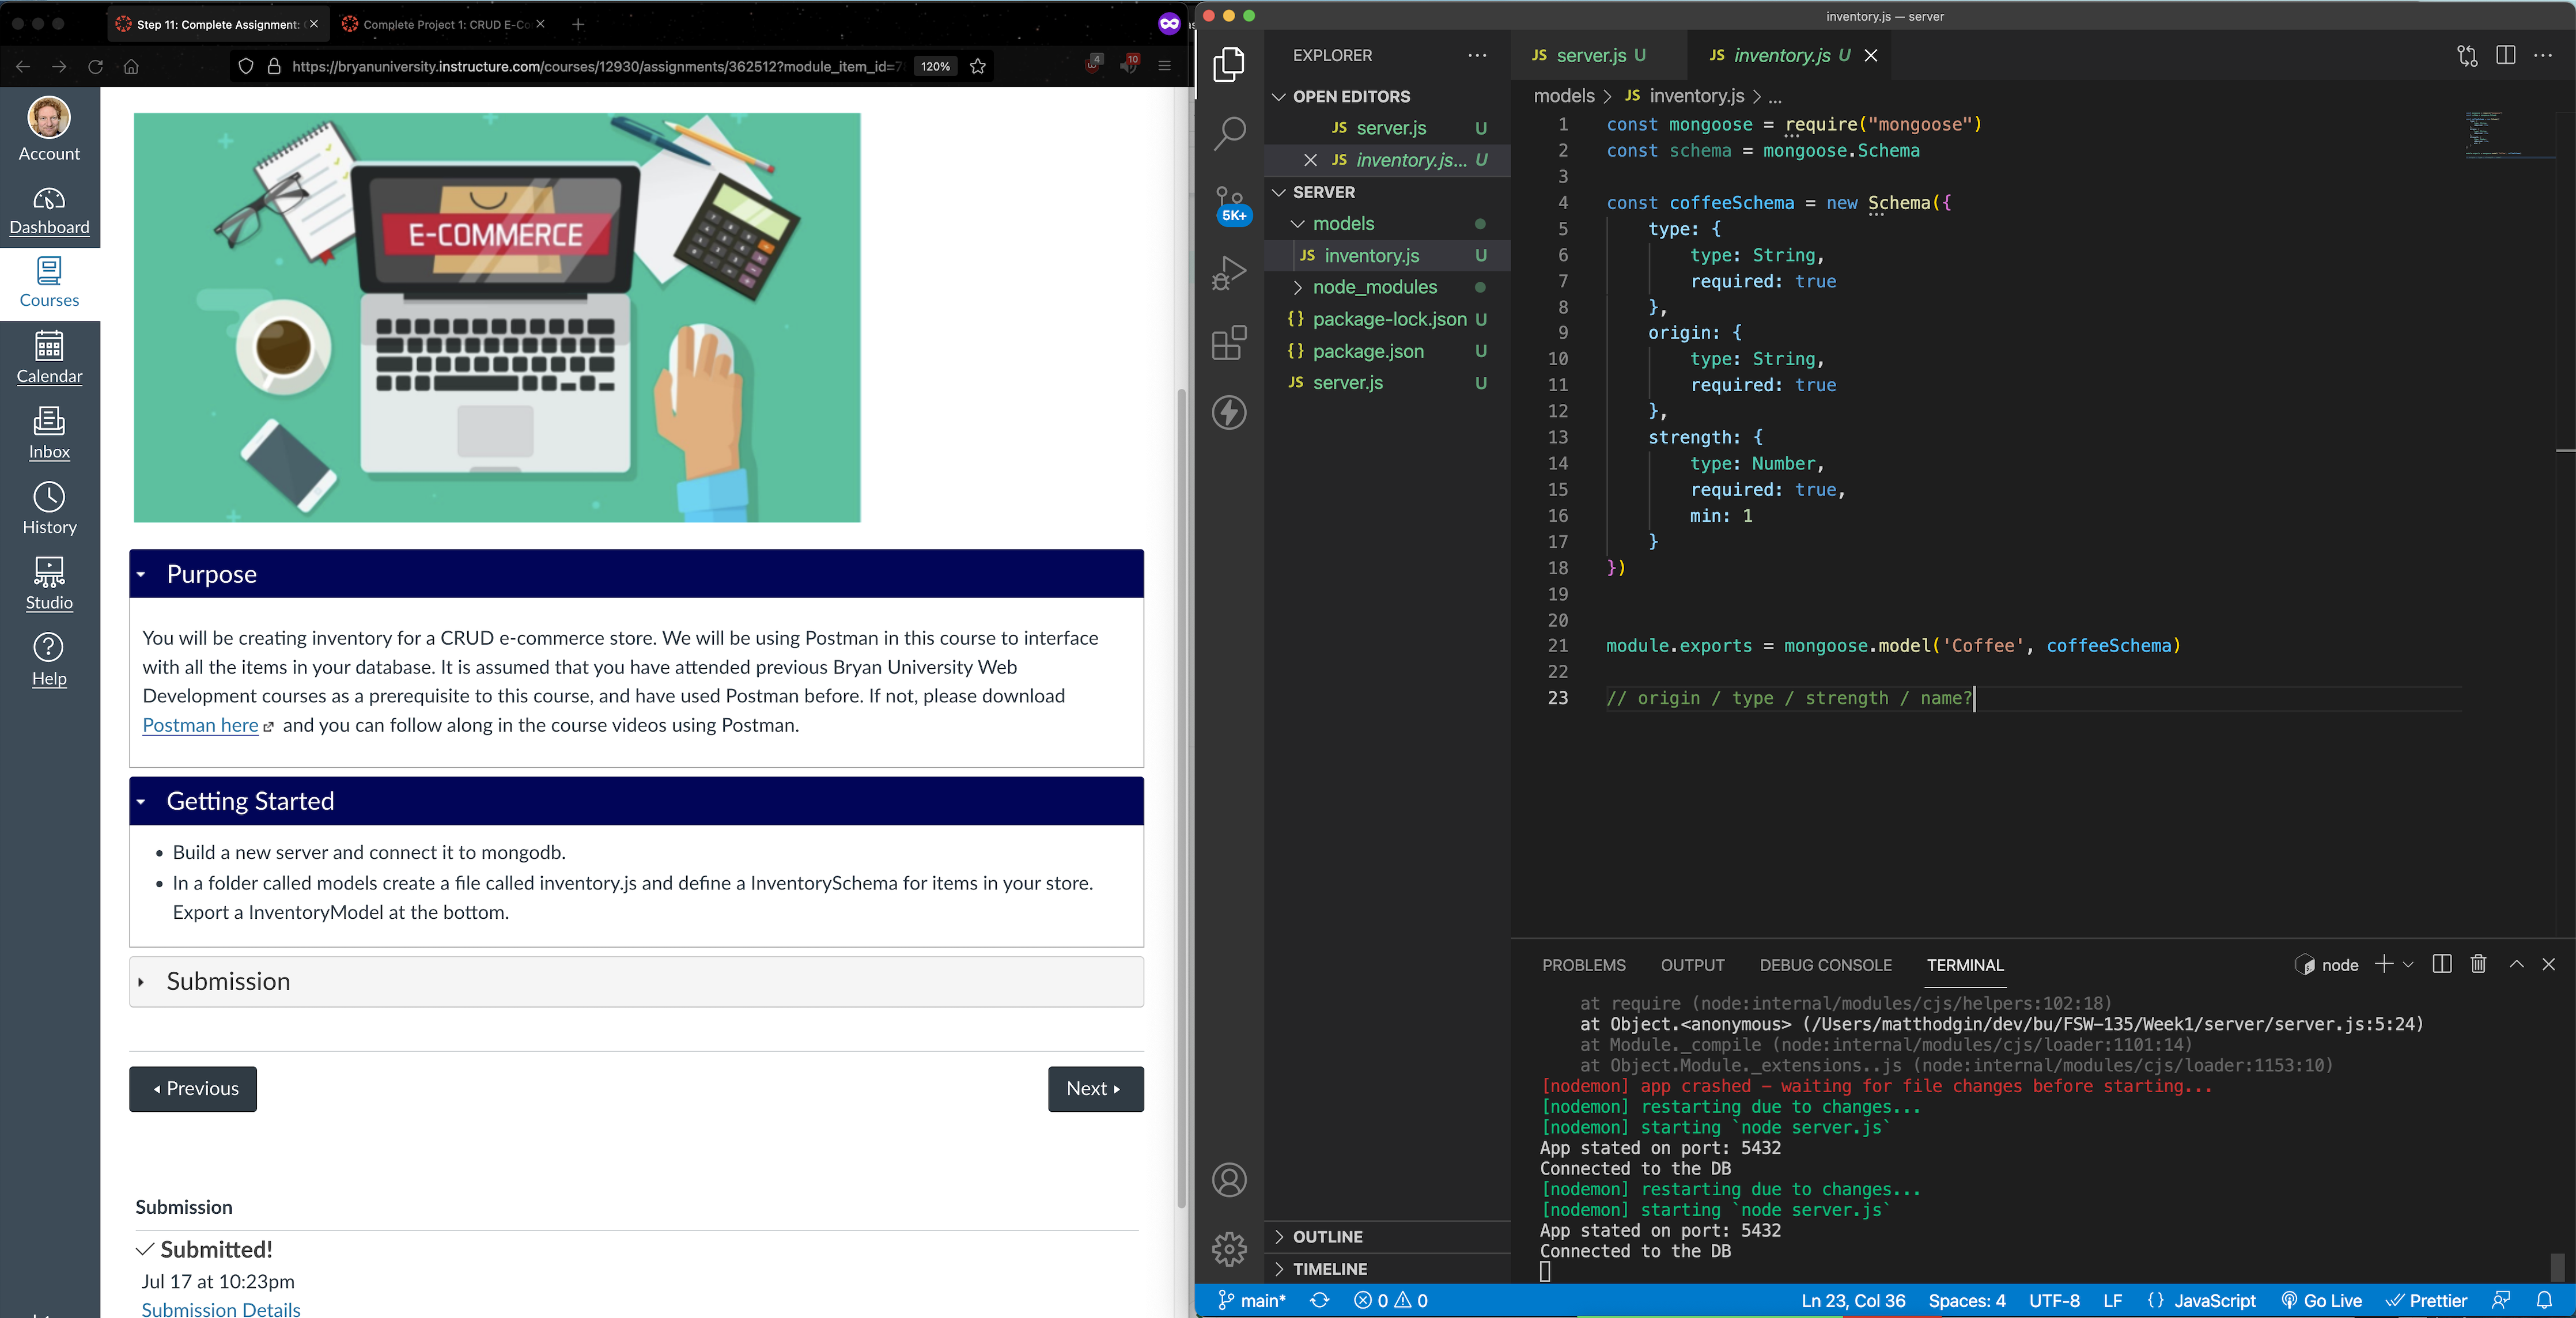 Step 11: Complete Assignment:
Complete Project 1: CRUD E-Co
https://bryanuniversity.instructure.com/courses/12930/assignments/362512?module_item_id=7
120%
4
10
Account
Dashboard
Courses
Calendar
Inbox
History
Studio
Help
E-COMMERCE
Purpose
You will be creating inventory for a CRUD e-commerce store. We will be using Postman in this course to interface
with all the items in your database. It is assumed that you have attended previous Bryan University Web
Development courses as a prerequisite to this course, and have used Postman before. If not, please download
Postman here and you can follow along in the course videos using Postman.
Getting Started
• Build a new server and connect it to mongodb.
• In a folder called models create a file called inventory.js and define a InventorySchema for items in your store.
Export a InventoryModel at the bottom.
Submission
Previous
Next
Submission
Submitted!
Jul 17 at 10:23pm
Submission Details
inventory.js — server
EXPLORER
OPEN EDITORS
JS server.js U
JS inventory.js... U
SERVER
models
JS inventory.js U
node_modules
{} package-lock.json U
{} package.json U
JS server.js U
5K+
OUTLINE
TIMELINE
JS server.js U
JS inventory.js U
models > JS inventory.js > ...
1 const mongoose = require("mongoose")
2 const schema = mongoose.Schema
3
4 const coffeeSchema = new Schema({
5 type: {
6 type: String,
7 required: true
8 },
9 origin: {
10 type: String,
11 required: true
12 },
13 strength: {
14 type: Number,
15 required: true,
16 min: 1
17 }
18 })
19
20
21 module.exports = mongoose.model('Coffee', coffeeSchema)
22
23 // origin / type / strength / name?
PROBLEMS OUTPUT DEBUG CONSOLE TERMINAL
node
at require (node:internal/modules/cjs/helpers:102:18)
at Object.<anonymous> (/Users/matthodgin/dev/bu/FSW-135/Week1/server/server.js:5:24)
at Module._compile (node:internal/modules/cjs/loader:1101:14)
at Object.Module._extensions..js (node:internal/modules/cjs/loader:1153:10)
[nodemon] app crashed - waiting for file changes before starting...
[nodemon] restarting due to changes...
[nodemon] starting `node server.js`
App stated on port: 5432
Connected to the DB
[nodemon] restarting due to changes...
[nodemon] starting `node server.js`
App stated on port: 5432
Connected to the DB
main* 0 0
Ln 23, Col 36 Spaces: 4 UTF-8 LF {} JavaScript Go Live Prettier